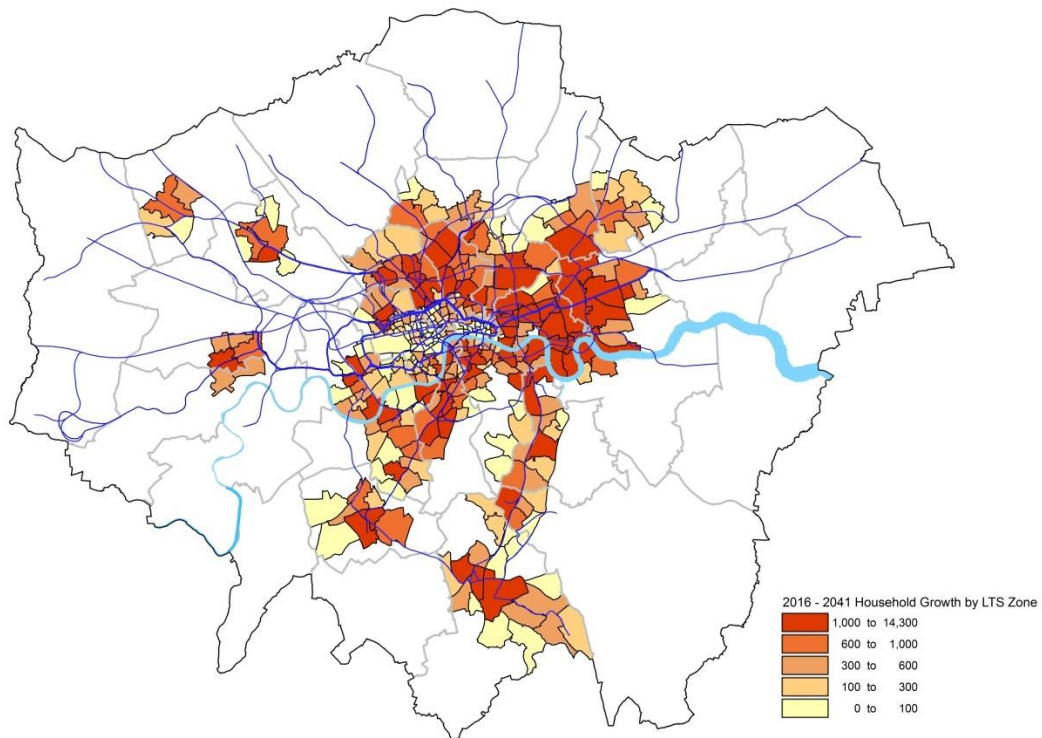 2016 - 2041 Household Growth by LTS Zone
1,000 to 14,300
600 to 1,000
300 to 600
100 to 300
0 to 100